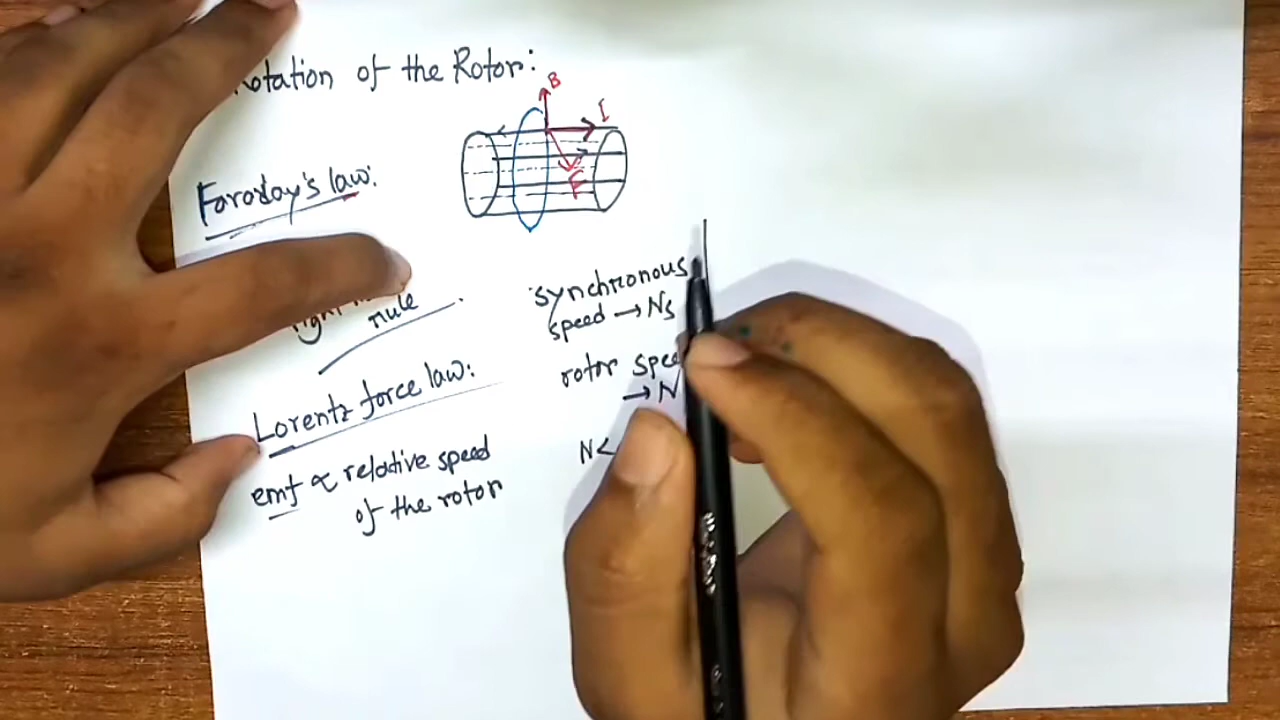 otation of the Rotor:
B
I
F
Faraday's law:
rule
Lorentz force law:
emf ∝ relative speed
of the rotor
synchronous
speed → Ns
rotor spee
→ N
N<